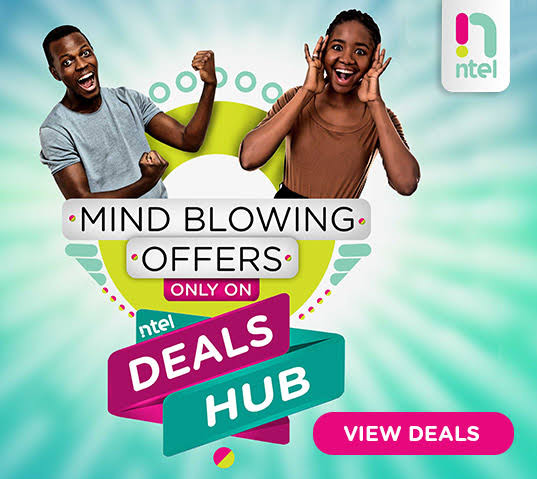 ntel
MIND BLOWING
OFFERS
ONLY ON
ntel
DEALS
HUB
VIEW DEALS